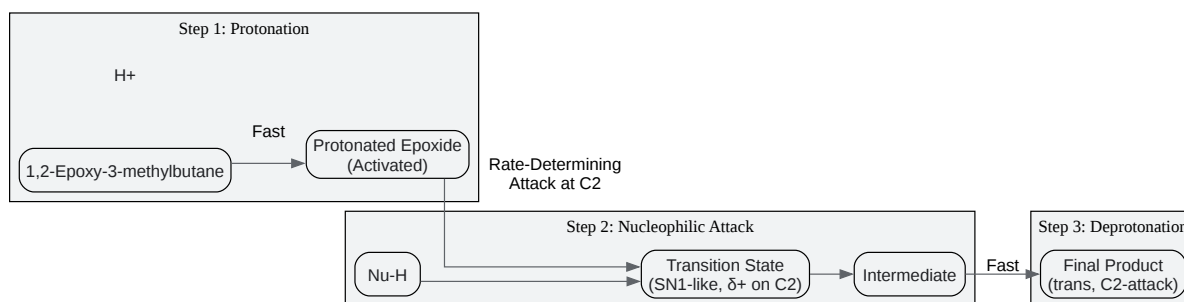 Step 1: Protonation
H+
Fast
1,2-Epoxy-3-methylbutane
Protonated Epoxide
(Activated)
Rate-Determining
Attack at C2
Step 2: Nucleophilic Attack
Nu-H
Transition State
(SN1-like, δ+ on C2)
Intermediate
Fast
Step 3: Deprotonation
Final Product
(trans, C2-attack)